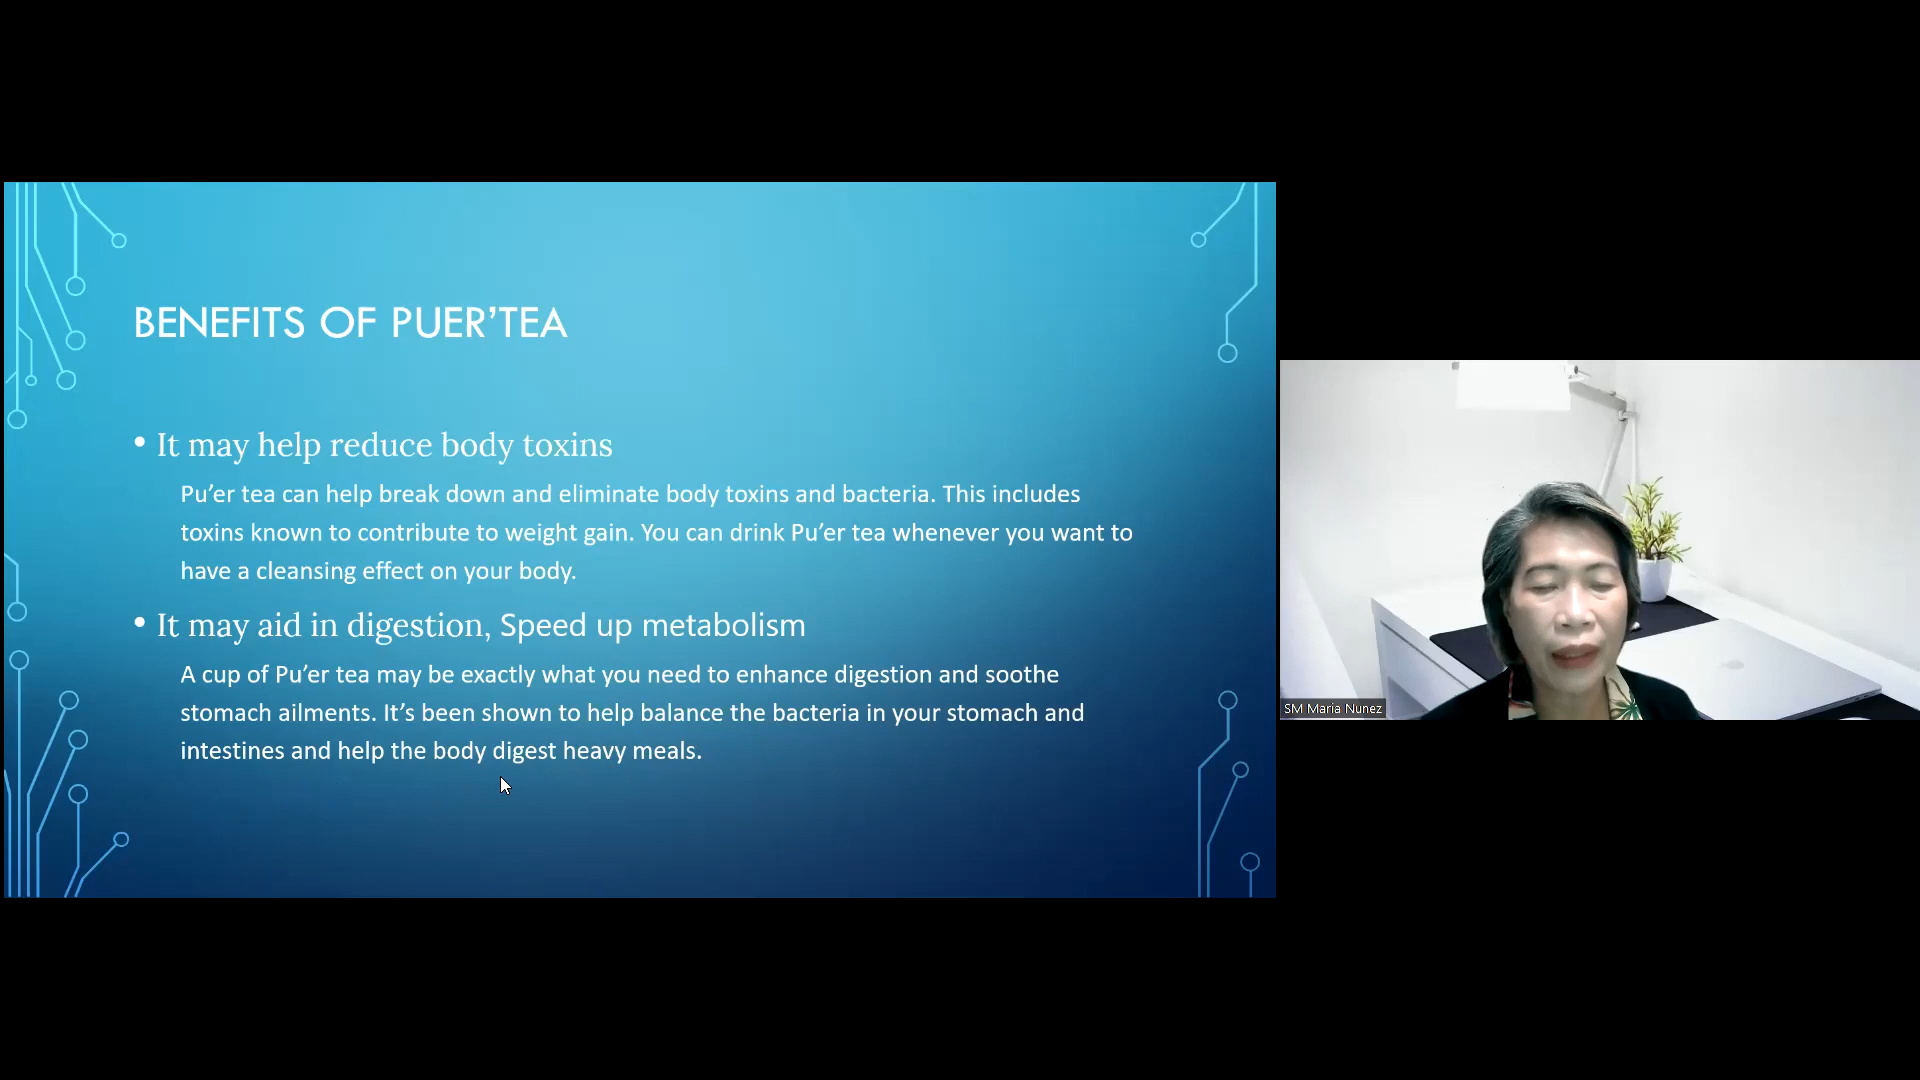 BENEFITS OF PUER’TEA
• It may help reduce body toxins
Pu’er tea can help break down and eliminate body toxins and bacteria. This includes
toxins known to contribute to weight gain. You can drink Pu’er tea whenever you want to
have a cleansing effect on your body.
• It may aid in digestion, Speed up metabolism
A cup of Pu’er tea may be exactly what you need to enhance digestion and soothe
stomach ailments. It’s been shown to help balance the bacteria in your stomach and
intestines and help the body digest heavy meals.
SM Maria Nunez